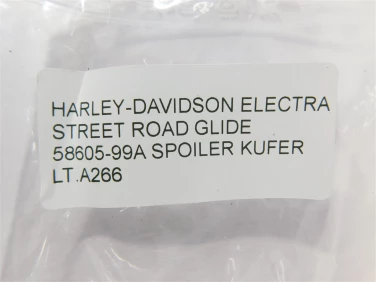 HARLEY-DAVIDSON ELECTRA
STREET ROAD GLIDE
58605-99A SPOILER KUFER
LT.A266